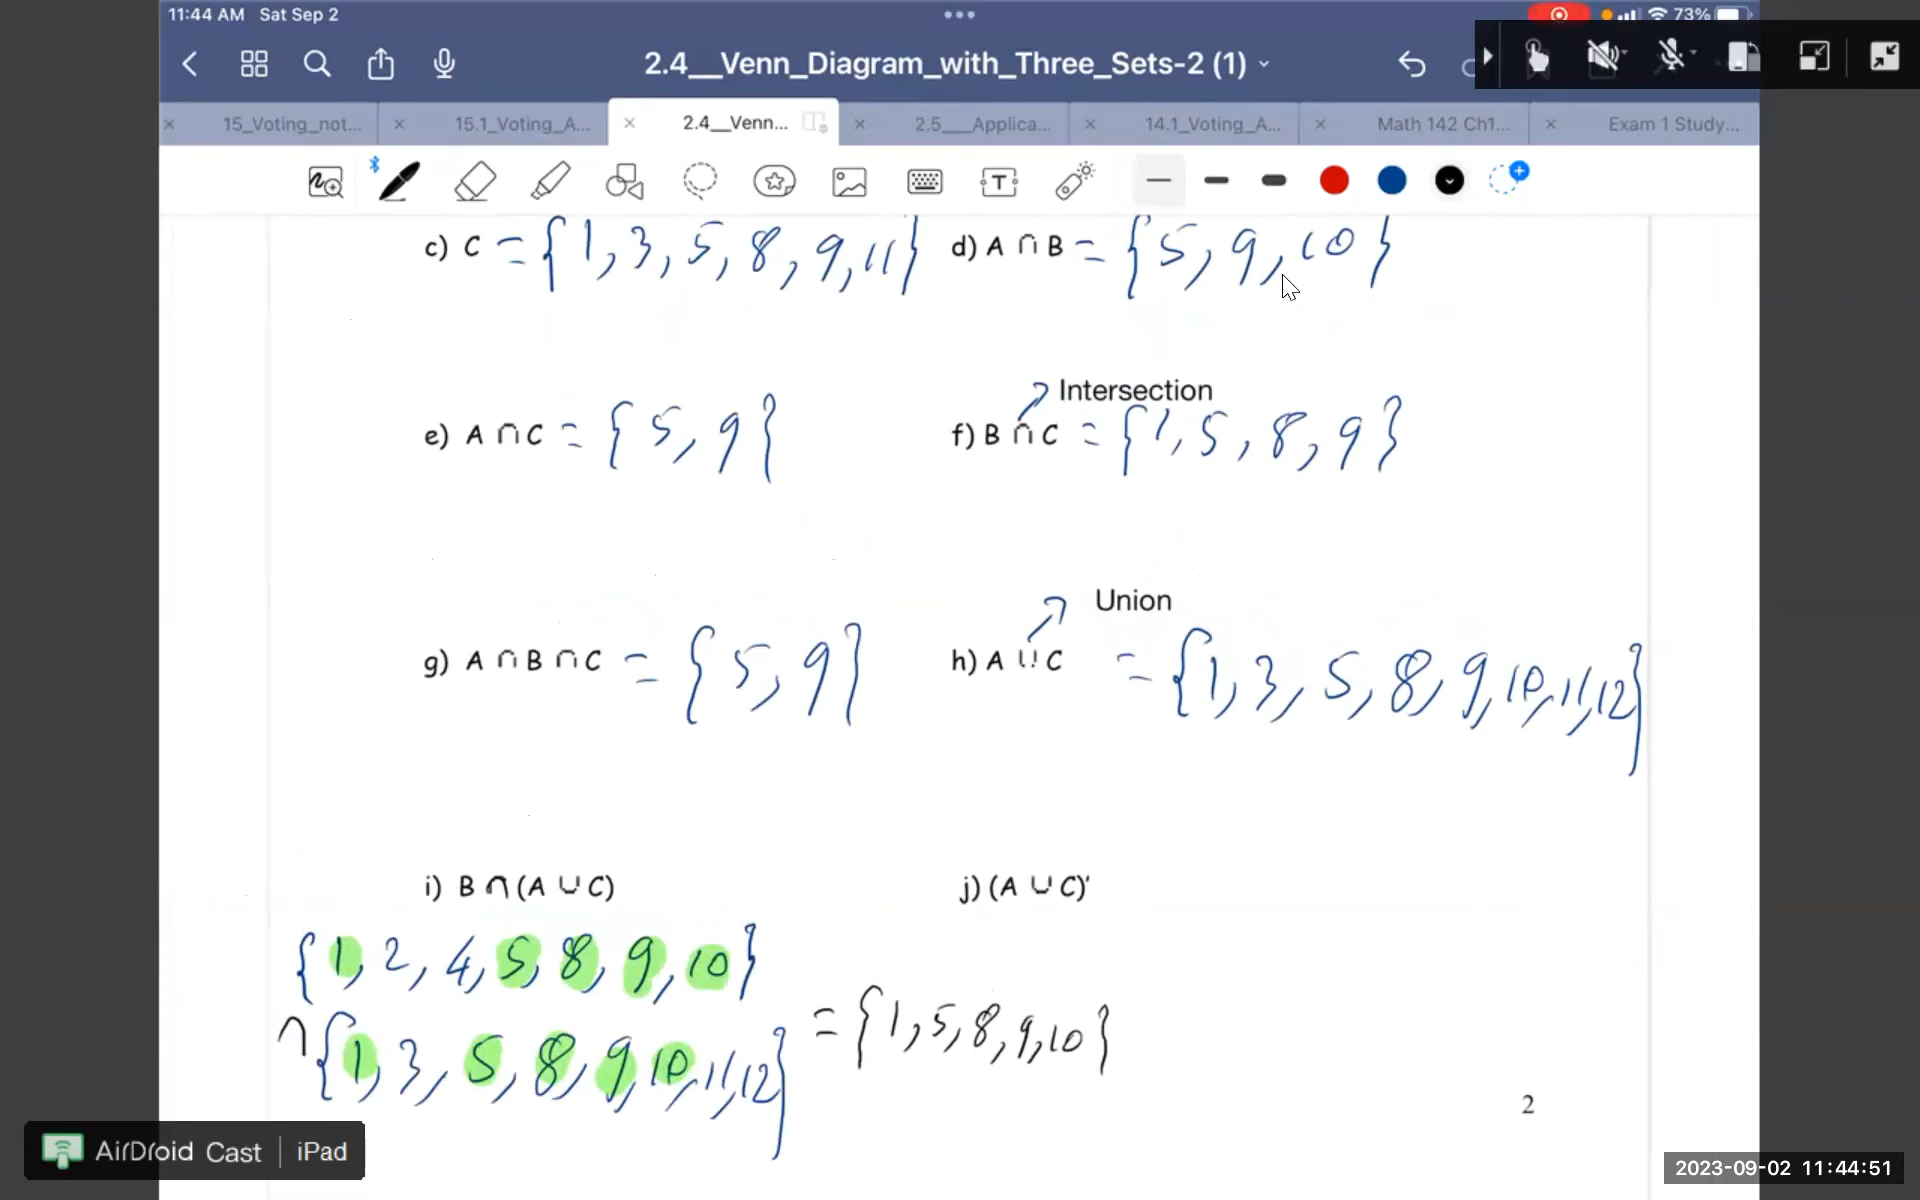 11:44 AM Sat Sep 2
73%
2.4__Venn_Diagram_with_Three_Sets-2 (1)
15_Voting_not... 15.1_Voting_A... 2.4__Venn... 2.5___Applica... 14.1_Voting_A... Math 142 Ch1... Exam 1 Study...
c) C = {1, 3, 5, 8, 9, 11} d) A ∩ B = {5, 9, 10}
Intersection
e) A ∩ C = {5, 9} f) B ∩ C = {1, 5, 8, 9}
Union
g) A ∩ B ∩ C = {5, 9} h) A ∪ C = {1, 3, 5, 8, 9, 10, 11, 12}
i) B ∩ (A ∪ C) j) (A ∪ C)'
{1, 2, 4, 5, 8, 9, 10}
∩ {1, 3, 5, 8, 9, 10, 11, 12} = {1, 5, 8, 9, 10}
2
AirDroid Cast | iPad
2023-09-02 11:44:51